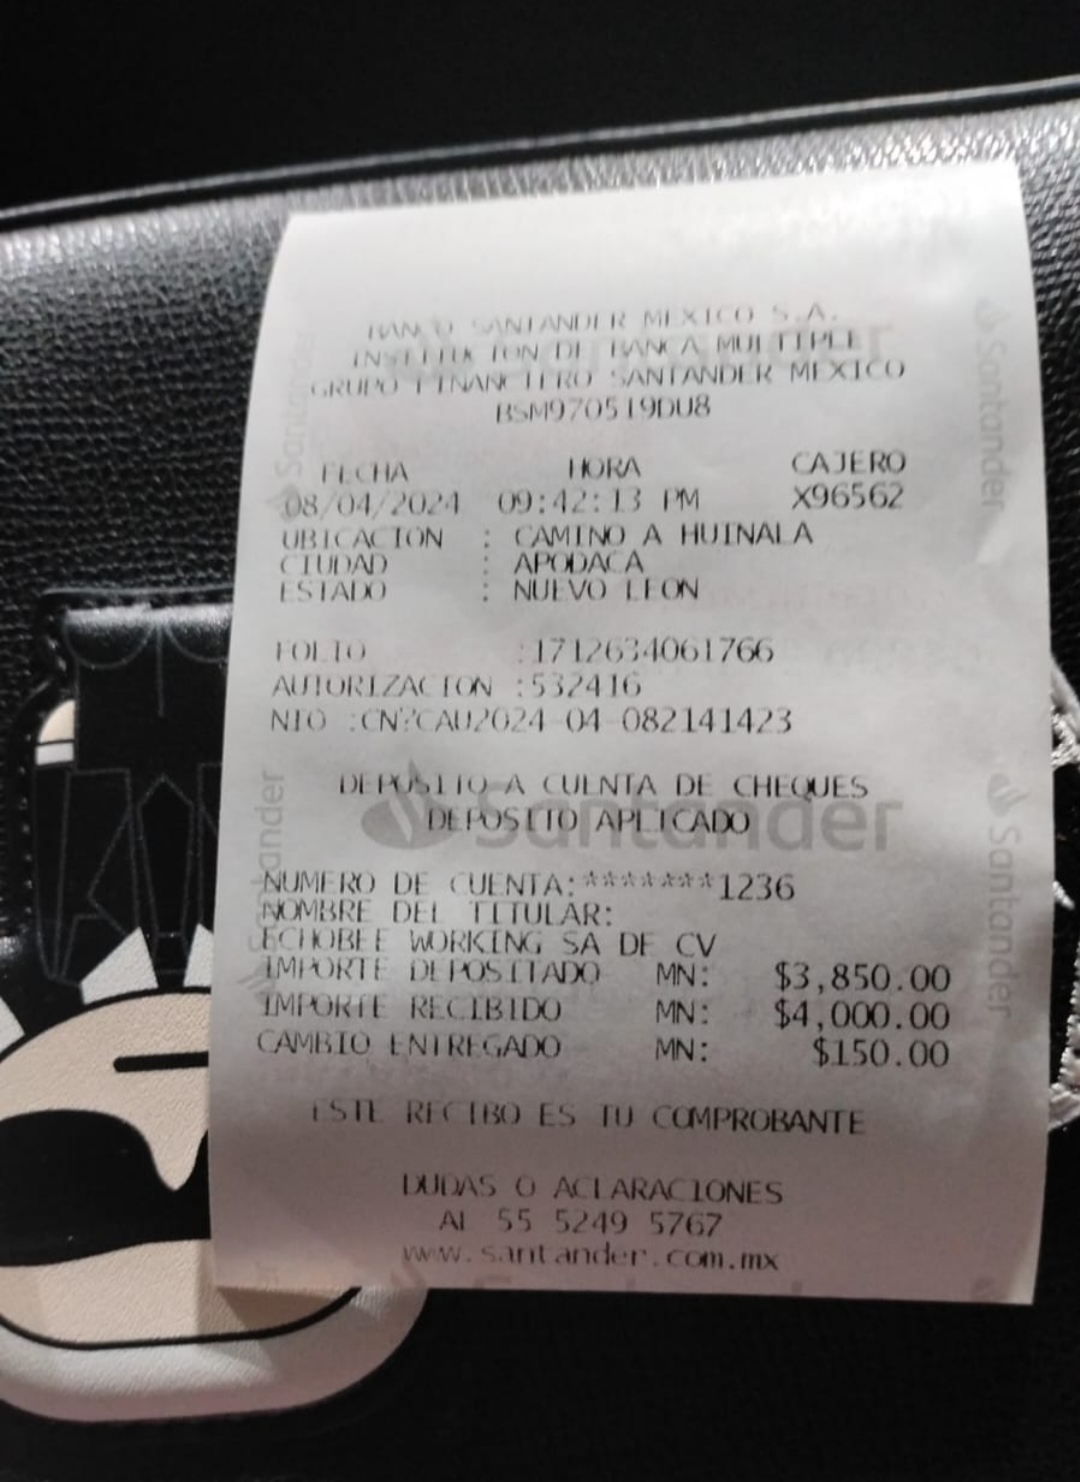 BANCO SANTANDER MEXICO S.A.
INSTITUCION DE BANCA MULTIPLE
GRUPO FINANCIERO SANTANDER MEXICO
BSM970519DU8
FECHA HORA CAJERO
08/04/2024 09:42:13 PM X96562
UBICACION : CAMINO A HUINALA
CIUDAD : APODACA
ESTADO : NUEVO LEON
FOLIO :1712634061766
AUTORIZACION :532416
NIO :CN?CAU2024-04-082141423
DEPOSITO A CUENTA DE CHEQUES
DEPOSITO APLICADO
NUMERO DE CUENTA:*******1236
NOMBRE DEL TITULAR:
ECHOBEE WORKING SA DE CV
IMPORTE DEPOSITADO MN: $3,850.00
IMPORTE RECIBIDO MN: $4,000.00
CAMBIO ENTREGADO MN: $150.00
ESTE RECIBO ES TU COMPROBANTE
DUDAS O ACLARACIONES
Al 55 5249 5767
www.santander.com.mx
Santander
Santander
Santander
Santander
Santander